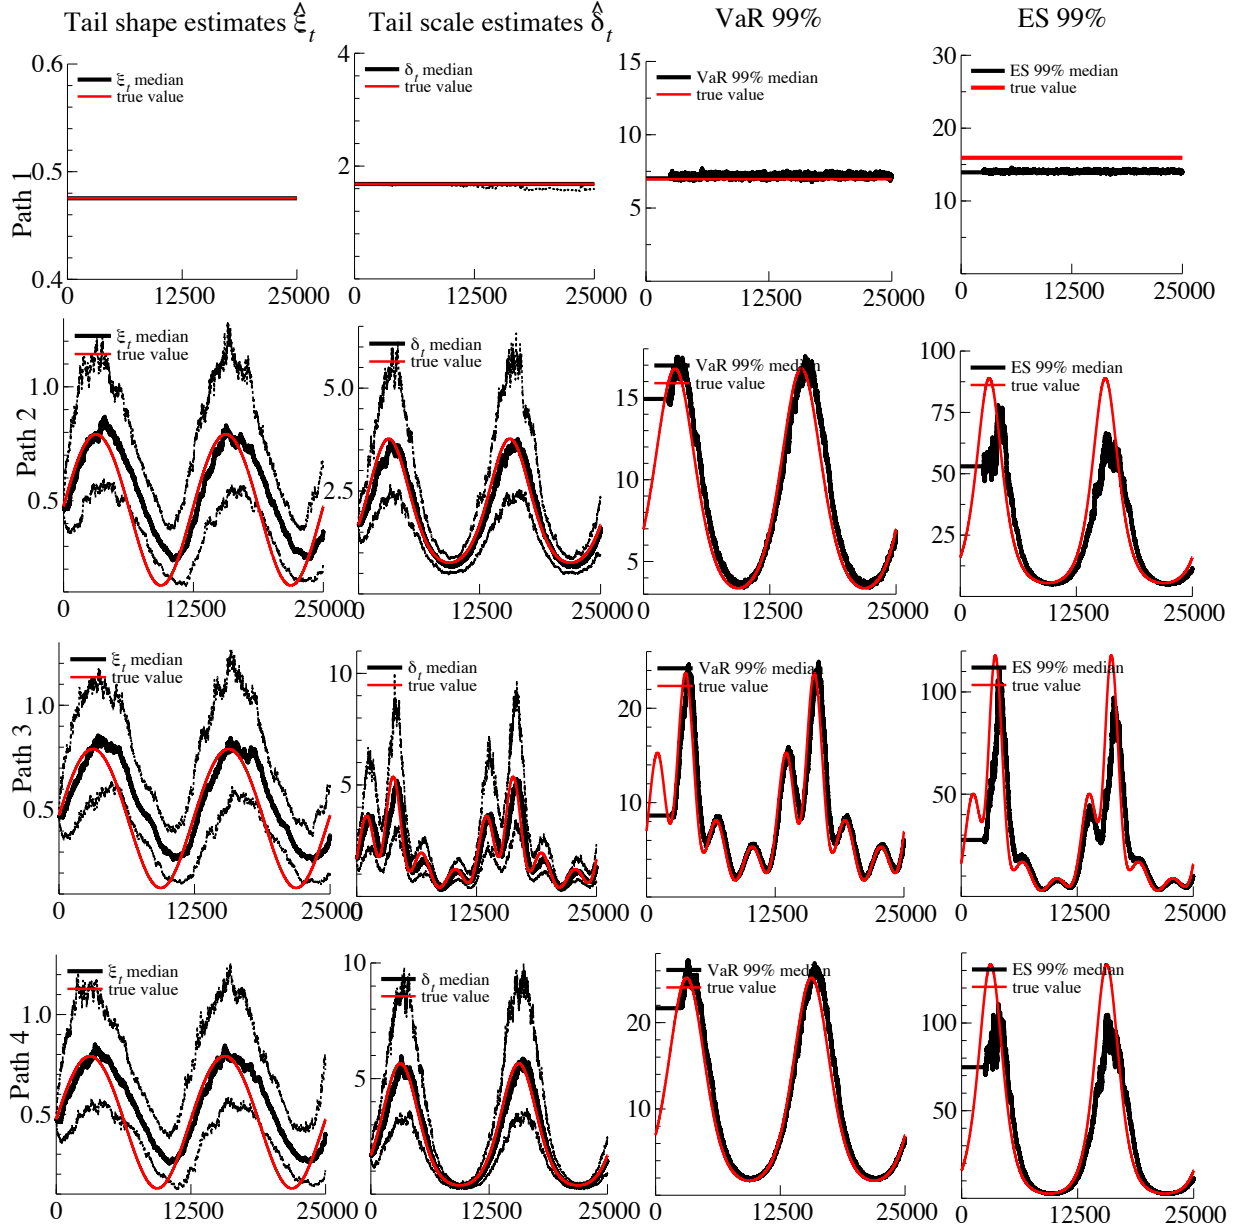 Tail shape estimates ξ̂t Tail scale estimates δ̂t VaR 99% ES 99%
Path 1
0.6
0.5
0.4
ξt median
true value
0 12500 25000
4
2
δt median
true value
0 12500 25000
15
10
5
VaR 99% median
true value
0 12500 25000
30
20
10
ES 99% median
true value
0 12500 25000
Path 2
1.0
0.5
ξt median
true value
0 12500 25000
5.0
2.5
δt median
true value
0 12500 25000
15
10
5
VaR 99% median
true value
0 12500 25000
100
75
50
25
ES 99% median
true value
0 12500 25000
Path 3
1.0
0.5
ξt median
true value
0 12500 25000
10
5
δt median
true value
0 12500 25000
24
16
8
VaR 99% median
true value
0 12500 25000
100
50
ES 99% median
true value
0 12500 25000
Path 4
1.0
0.5
ξt median
true value
0 12500 25000
10
5
δt median
true value
0 12500 25000
25
15
5
VaR 99% median
true value
0 12500 25000
100
50
ES 99% median
true value
0 12500 25000